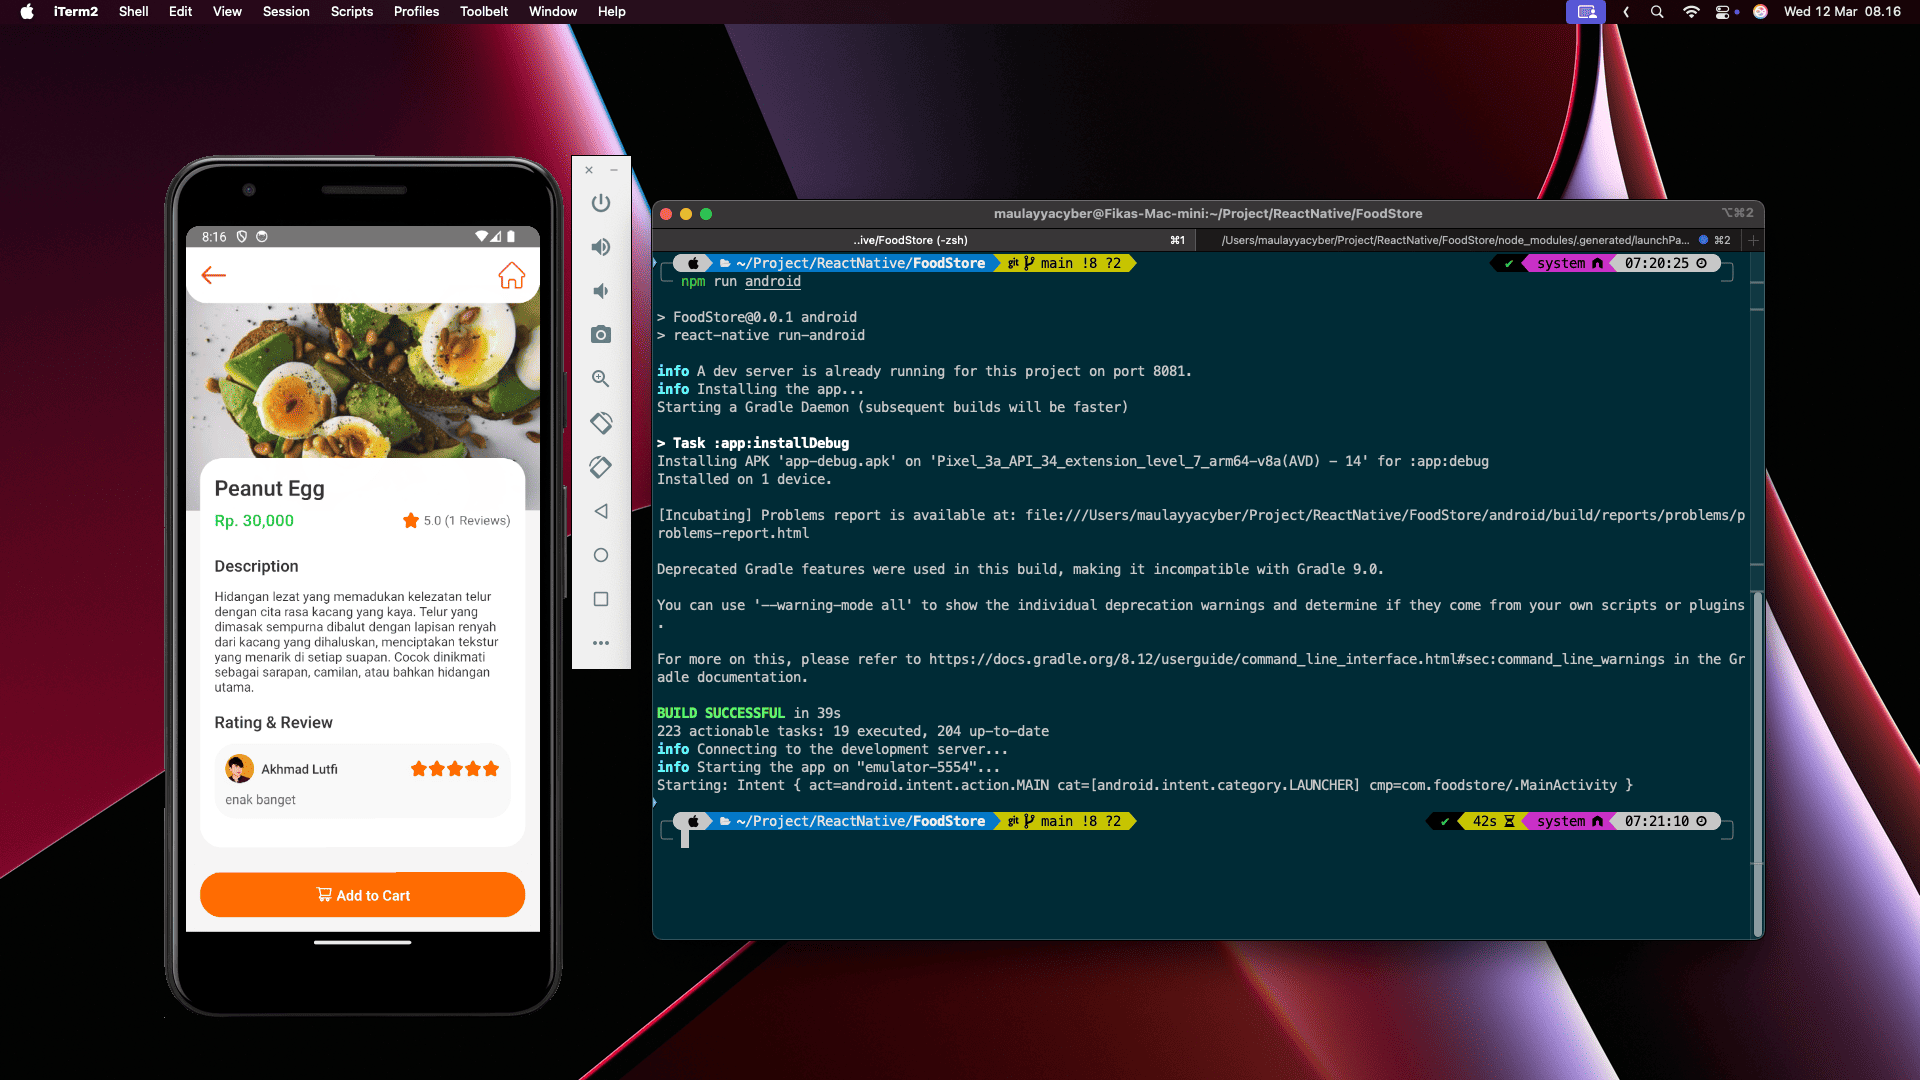 iTerm2 Shell Edit View Session Scripts Profiles Toolbelt Window Help Wed 12 Mar 08.16
8:16
Peanut Egg
Rp. 30,000 5.0 (1 Reviews)
Description
Hidangan lezat yang memadukan kelezatan telur
dengan cita rasa kacang yang kaya. Telur yang
dimasak sempurna dibalut dengan lapisan renyah
dari kacang yang dihaluskan, menciptakan tekstur
yang menarik di setiap suapan. Cocok dinikmati
sebagai sarapan, camilan, atau bahkan hidangan
utama.
Rating & Review
Akhmad Lutfi
enak banget
Add to Cart
maulayyacyber@Fikas-Mac-mini:~/Project/ReactNative/FoodStore ⌥⌘2
..ive/FoodStore (-zsh) ⌘1 /Users/maulayyacyber/Project/ReactNative/FoodStore/node_modules/.generated/launchPa... ⌘2
~/Project/ReactNative/FoodStore git main !8 ?2 ✔ system 07:20:25
npm run android
> FoodStore@0.0.1 android
> react-native run-android
info A dev server is already running for this project on port 8081.
info Installing the app...
Starting a Gradle Daemon (subsequent builds will be faster)
> Task :app:installDebug
Installing APK 'app-debug.apk' on 'Pixel_3a_API_34_extension_level_7_arm64-v8a(AVD) - 14' for :app:debug
Installed on 1 device.
[Incubating] Problems report is available at: file:///Users/maulayyacyber/Project/ReactNative/FoodStore/android/build/reports/problems/p
roblems-report.html
Deprecated Gradle features were used in this build, making it incompatible with Gradle 9.0.
You can use '--warning-mode all' to show the individual deprecation warnings and determine if they come from your own scripts or plugins
.
For more on this, please refer to https://docs.gradle.org/8.12/userguide/command_line_interface.html#sec:command_line_warnings in the Gr
adle documentation.
BUILD SUCCESSFUL in 39s
223 actionable tasks: 19 executed, 204 up-to-date
info Connecting to the development server...
info Starting the app on "emulator-5554"...
Starting: Intent { act=android.intent.action.MAIN cat=[android.intent.category.LAUNCHER] cmp=com.foodstore/.MainActivity }
~/Project/ReactNative/FoodStore git main !8 ?2 ✔ 42s system 07:21:10